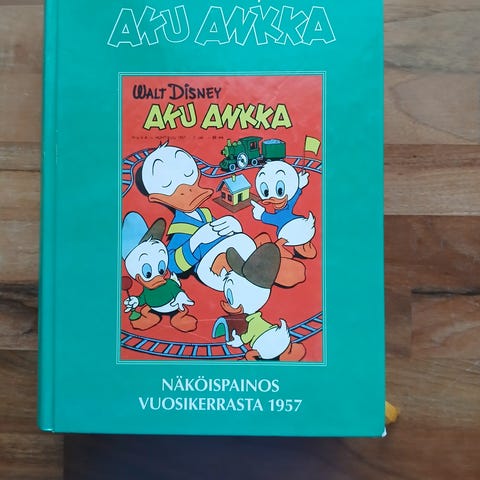 AKU ANKKA
WALT DISNEY
AKU ANKKA
NÄKÖISPAINOS
VUOSIKERRASTA 1957